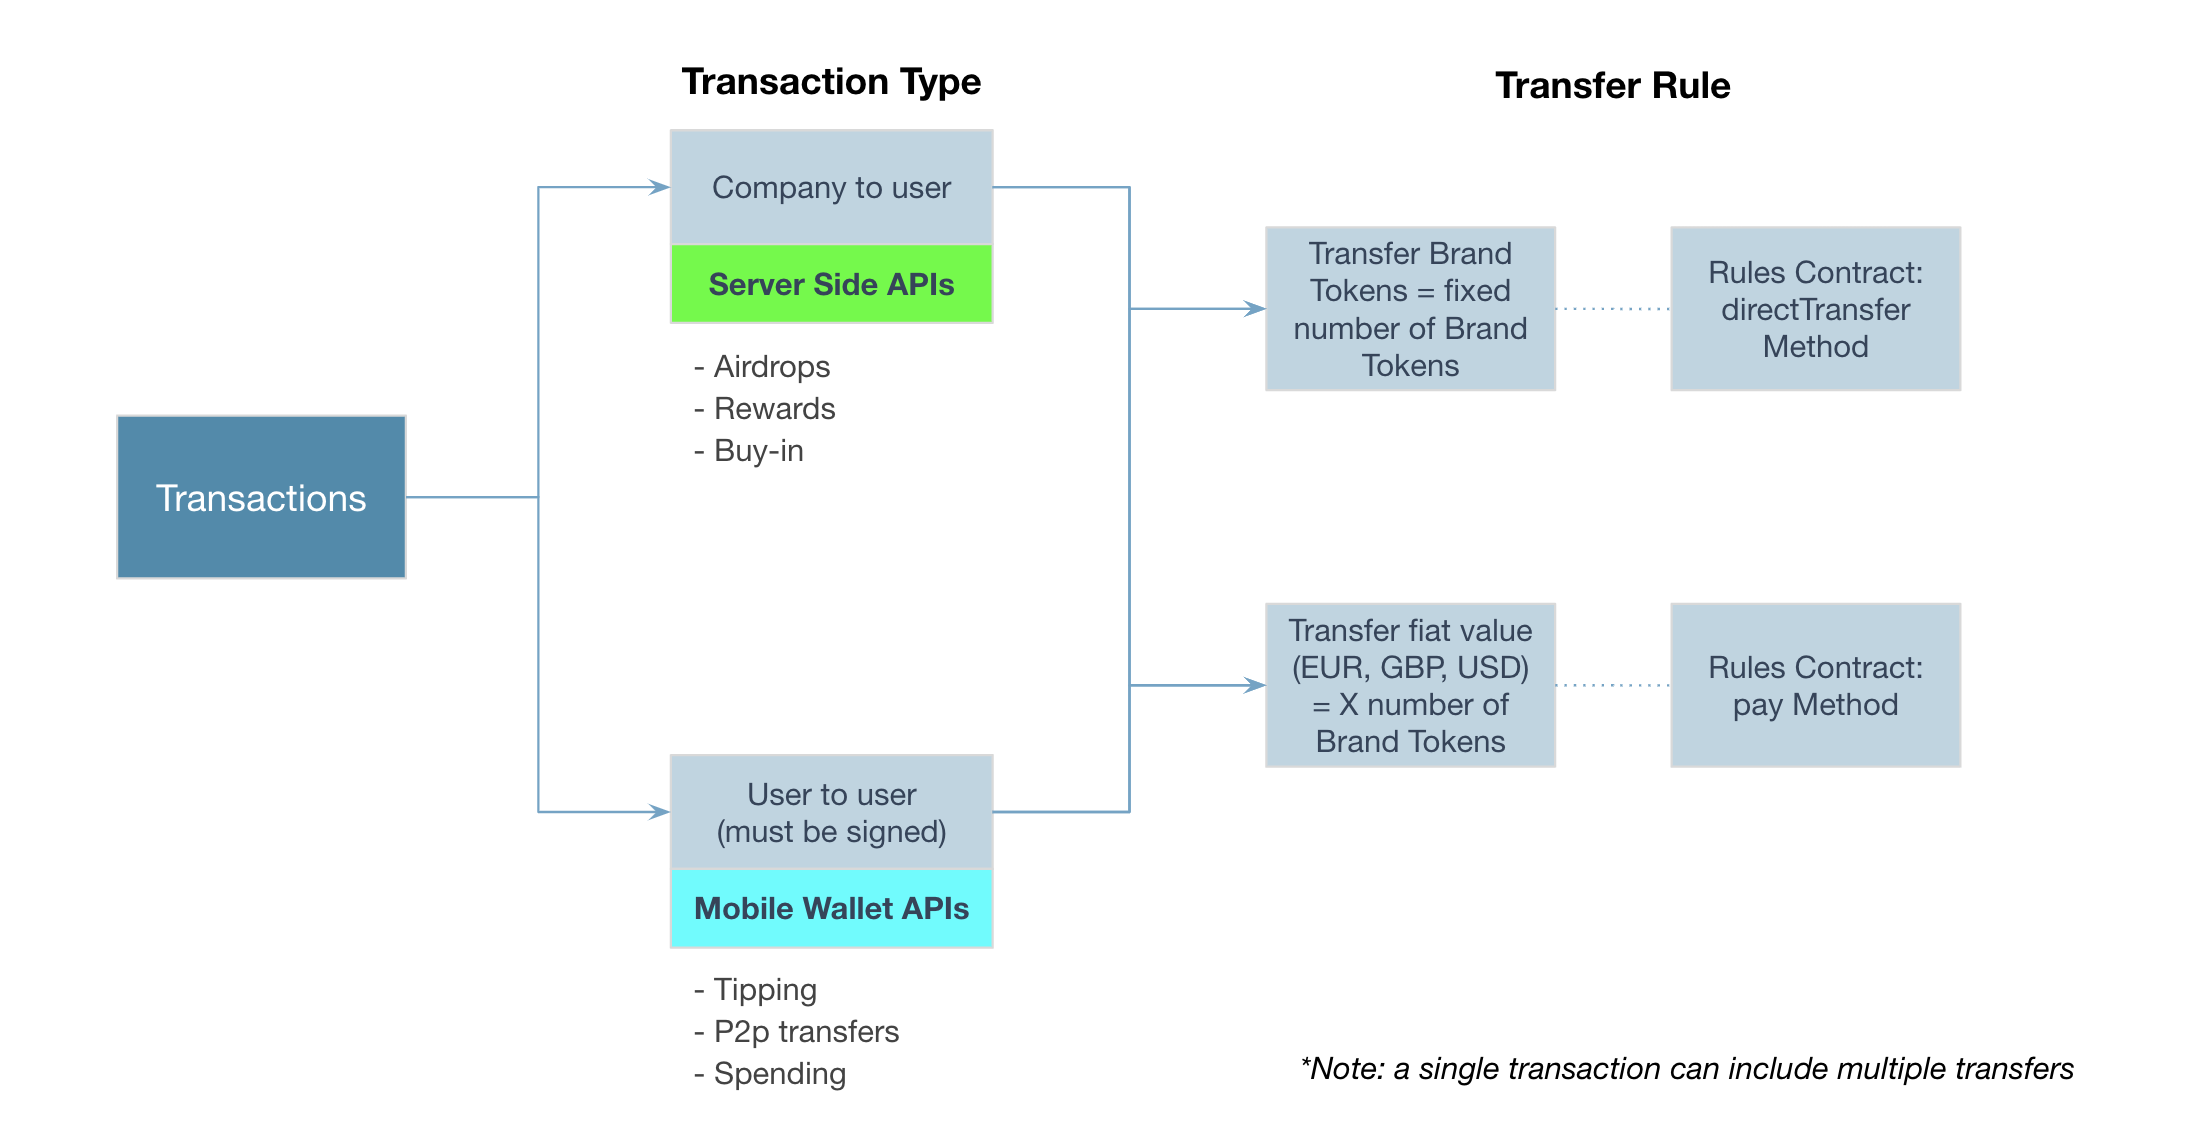 Transaction Type
Transfer Rule
Company to user
Server Side APIs
- Airdrops
- Rewards
- Buy-in
Transactions
User to user
(must be signed)
Mobile Wallet APIs
- Tipping
- P2p transfers
- Spending
Transfer Brand
Tokens = fixed
number of Brand
Tokens
Rules Contract:
directTransfer
Method
Transfer fiat value
(EUR, GBP, USD)
= X number of
Brand Tokens
Rules Contract:
pay Method
*Note: a single transaction can include multiple transfers